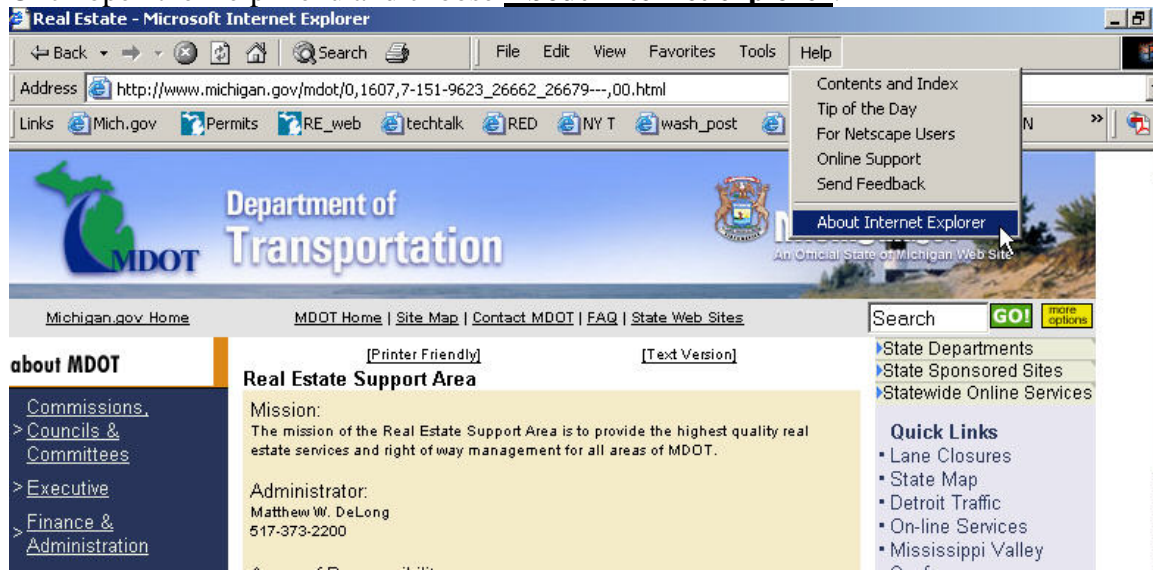 Real Estate - Microsoft Internet Explorer
Back Search File Edit View Favorites Tools Help
Address http://www.michigan.gov/mdot/0,1607,7-151-9623_26662_26679---,00.html
Links Mich.gov Permits RE_web techtalk RED NY T wash_post N »
Contents and Index
Tip of the Day
For Netscape Users
Online Support
Send Feedback
About Internet Explorer
MDOT
Department of
Transportation
An Official State of Michigan Web Site
Michigan.gov Home MDOT Home | Site Map | Contact MDOT | FAQ | State Web Sites
Search GO! more options
about MDOT
Commissions,
> Councils &
Committees
> Executive
> Finance &
Administration
[Printer Friendly] [Text Version]
Real Estate Support Area
Mission:
The mission of the Real Estate Support Area is to provide the highest quality real
estate services and right of way management for all areas of MDOT.
Administrator:
Matthew W. DeLong
517-373-2200
State Departments
State Sponsored Sites
Statewide Online Services
Quick Links
• Lane Closures
• State Map
• Detroit Traffic
• On-line Services
• Mississippi Valley